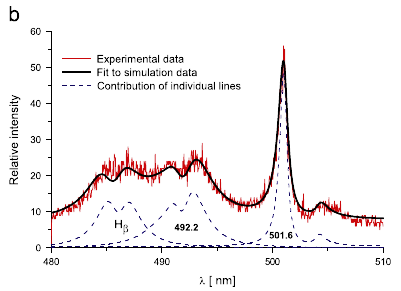 b
60
50
40
30
20
10
0
Relative intensity
Experimental data
Fit to simulation data
Contribution of individual lines
Hβ
492.2
501.6
480 490 500 510
λ [ nm]